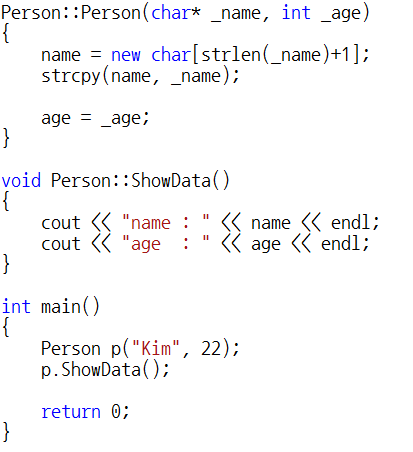 Person::Person(char* _name, int _age)
{
    name = new char[strlen(_name)+1];
    strcpy(name, _name);

    age = _age;
}

void Person::ShowData()
{
    cout << "name : " << name << endl;
    cout << "age  : " << age << endl;
}

int main()
{
    Person p("Kim", 22);
    p.ShowData();

    return 0;
}